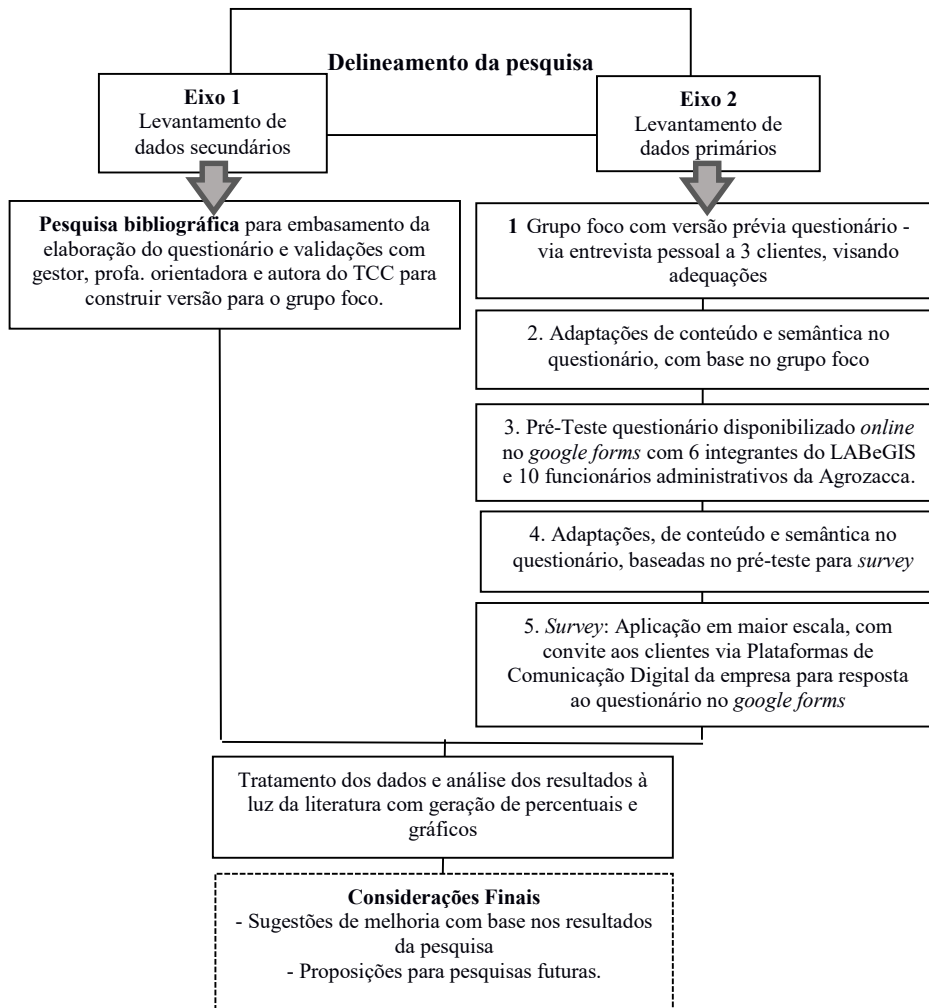 Delineamento da pesquisa
Eixo 1
Levantamento de
dados secundários
Eixo 2
Levantamento de
dados primários
Pesquisa bibliográfica para embasamento da
elaboração do questionário e validações com
gestor, profa. orientadora e autora do TCC para
construir versão para o grupo foco.
1 Grupo foco com versão prévia questionário -
via entrevista pessoal a 3 clientes, visando
adequações
2. Adaptações de conteúdo e semântica no
questionário, com base no grupo foco
3. Pré-Teste questionário disponibilizado online
no google forms com 6 integrantes do LABeGIS
e 10 funcionários administrativos da Agrozacca.
4. Adaptações, de conteúdo e semântica no
questionário, baseadas no pré-teste para survey
5. Survey: Aplicação em maior escala, com
convite aos clientes via Plataformas de
Comunicação Digital da empresa para resposta
ao questionário no google forms
Tratamento dos dados e análise dos resultados à
luz da literatura com geração de percentuais e
gráficos
Considerações Finais
- Sugestões de melhoria com base nos resultados
da pesquisa
- Proposições para pesquisas futuras.